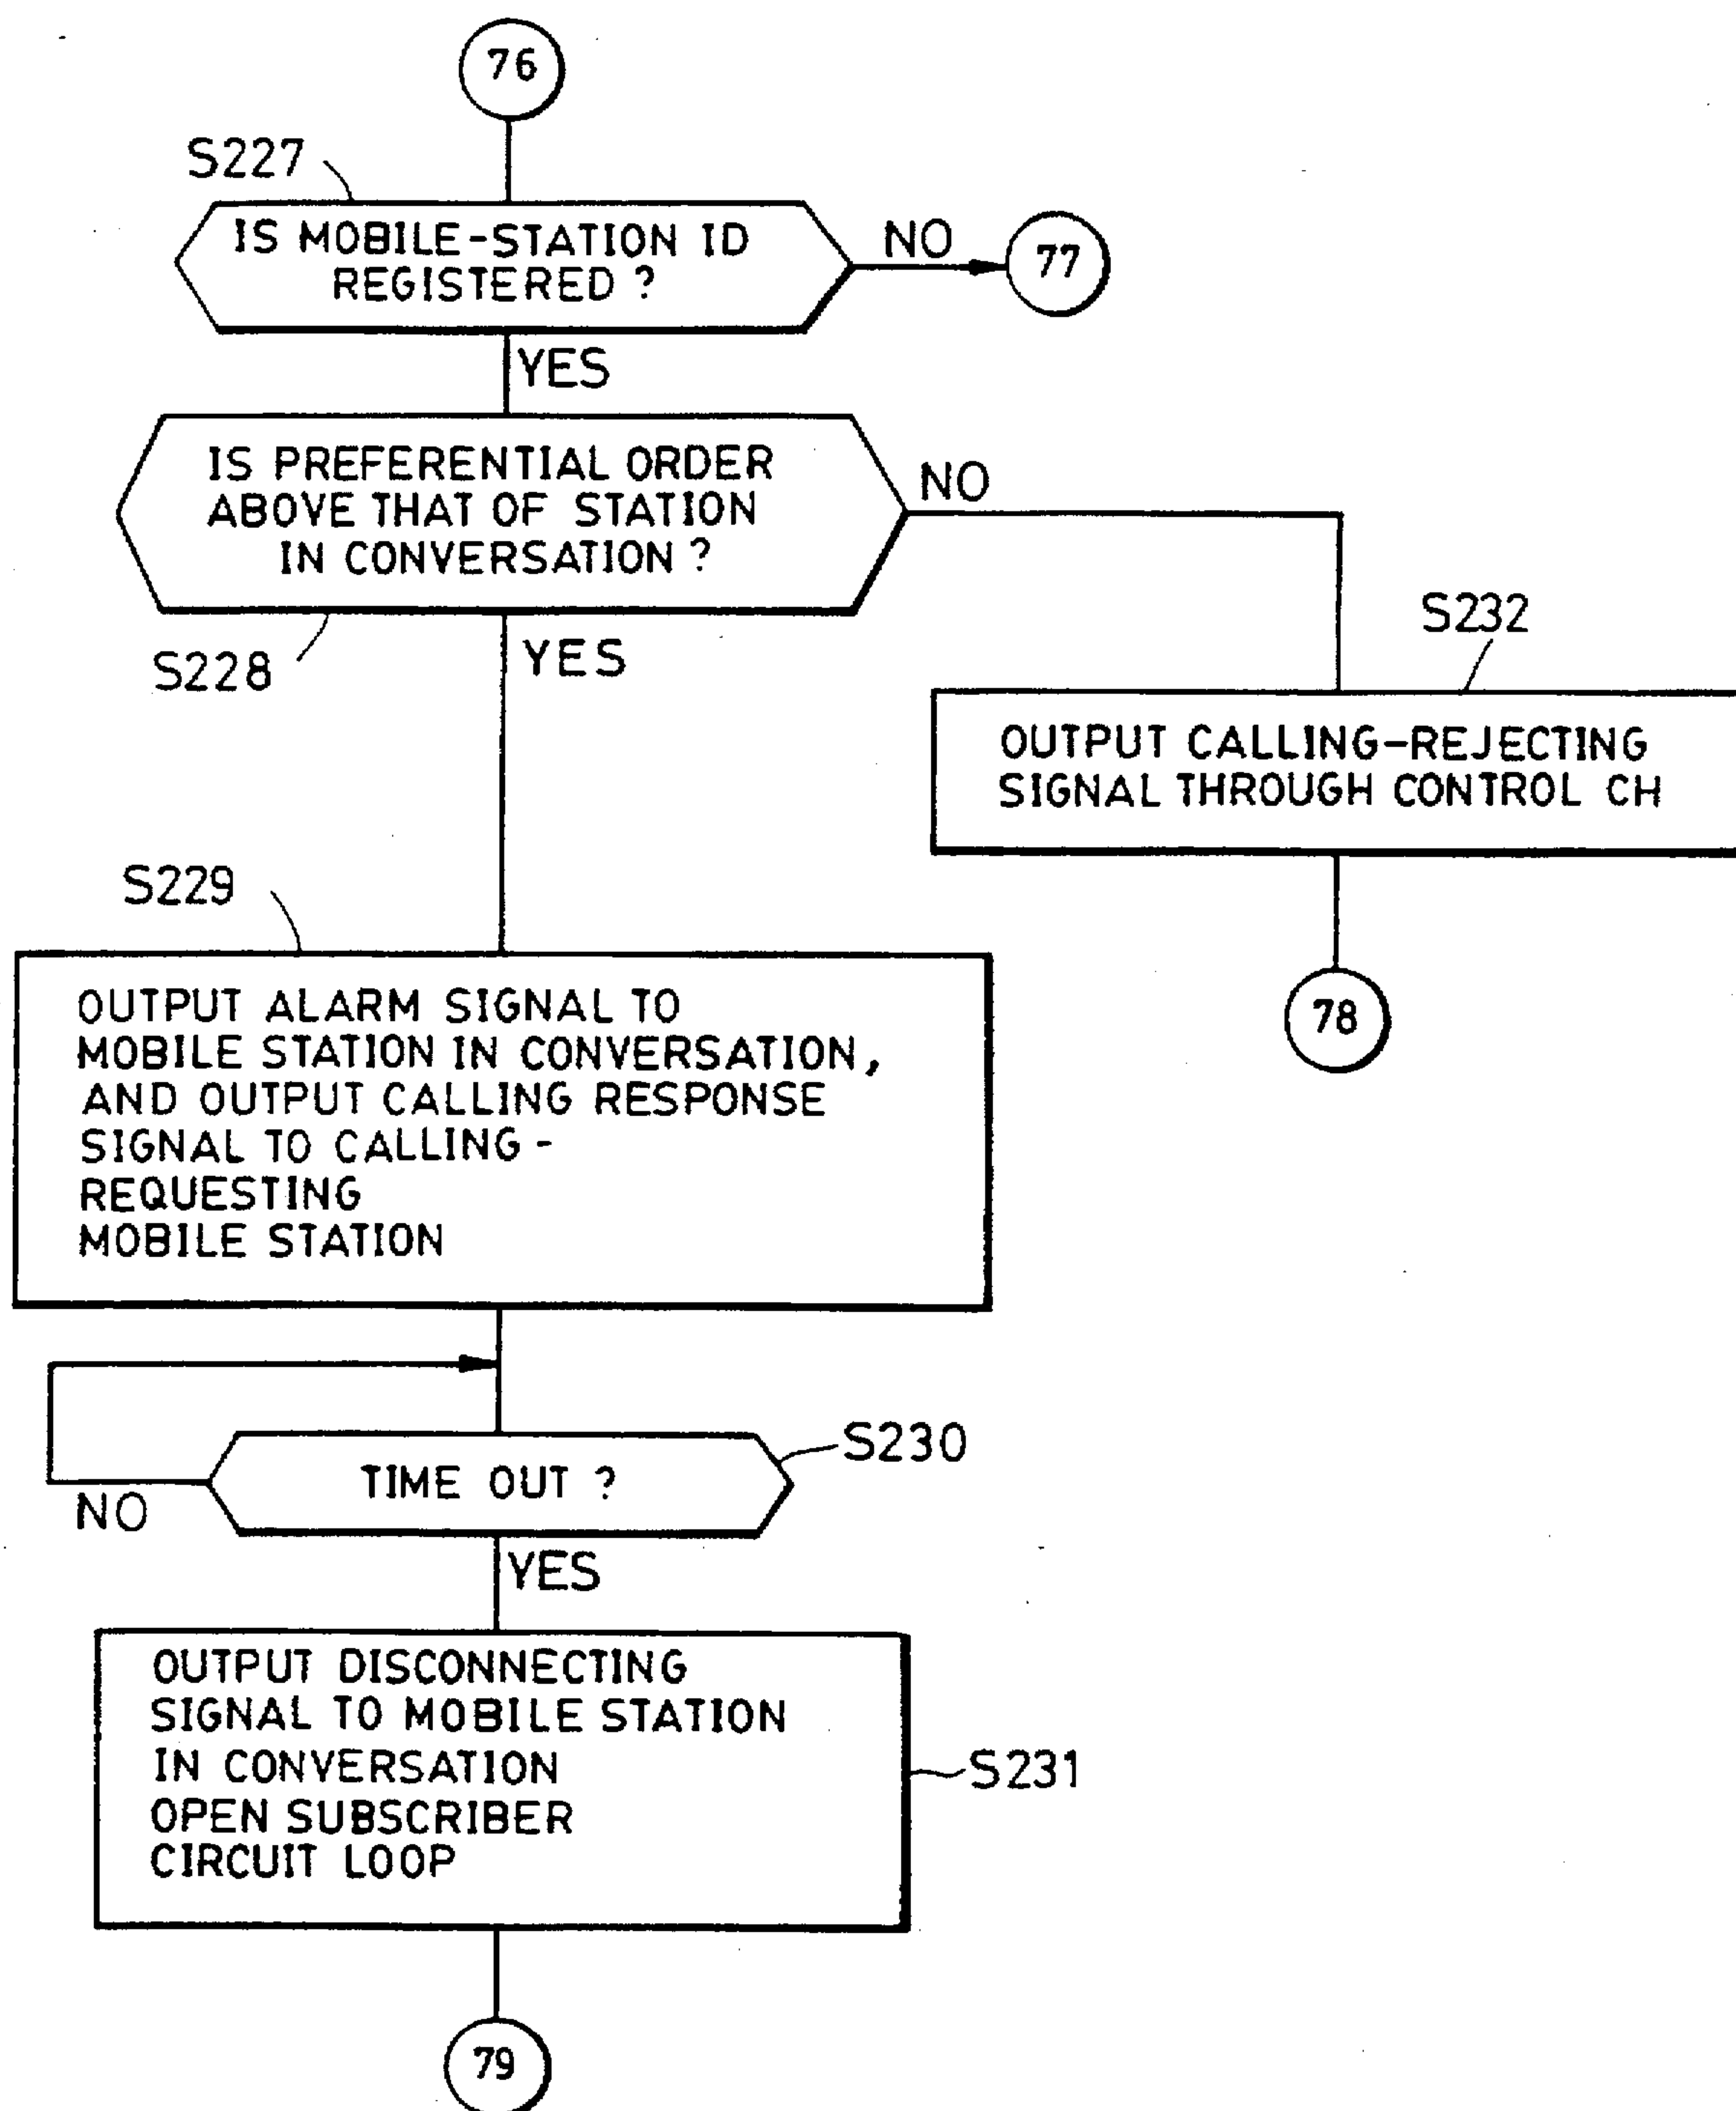 76
S227
IS MOBILE-STATION ID
REGISTERED ?
NO
77
YES
IS PREFERENTIAL ORDER
ABOVE THAT OF STATION
IN CONVERSATION ?
NO
S228
YES
S232
OUTPUT CALLING-REJECTING
SIGNAL THROUGH CONTROL CH
78
S229
OUTPUT ALARM SIGNAL TO
MOBILE STATION IN CONVERSATION,
AND OUTPUT CALLING RESPONSE
SIGNAL TO CALLING-
REQUESTING
MOBILE STATION
S230
TIME OUT ?
NO
YES
OUTPUT DISCONNECTING
SIGNAL TO MOBILE STATION
IN CONVERSATION
OPEN SUBSCRIBER
CIRCUIT LOOP
S231
79